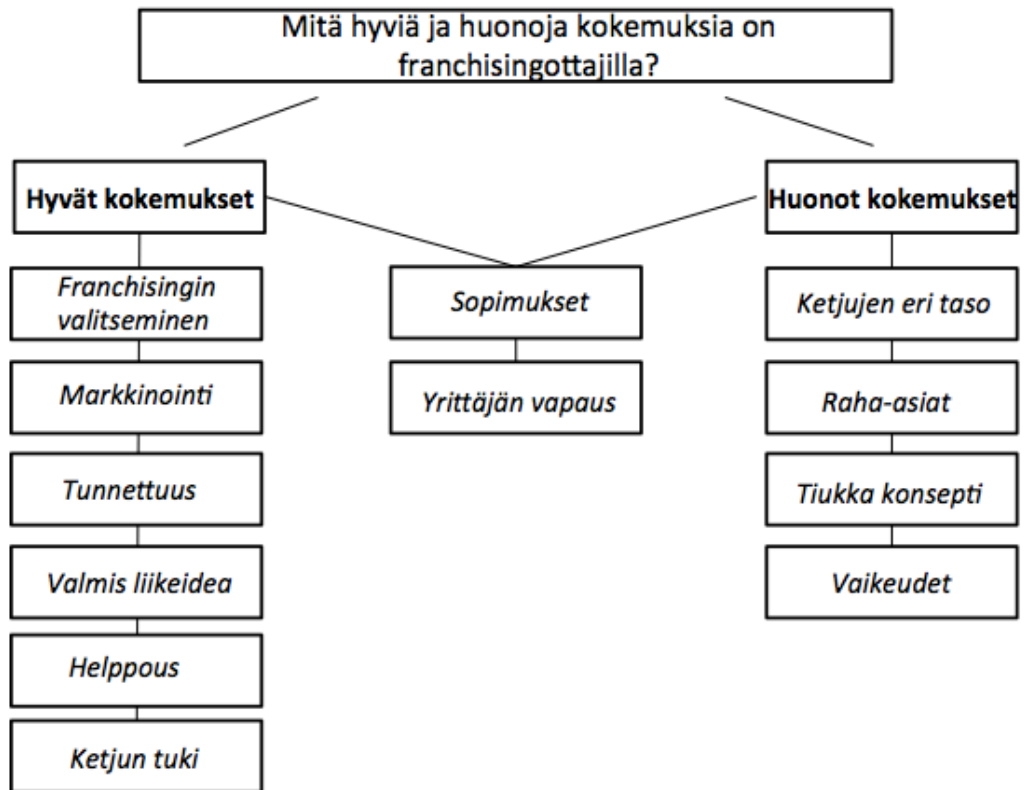 Mitä hyviä ja huonoja kokemuksia on
franchisingottajilla?
Hyvät kokemukset
Huonot kokemukset
Franchisingin
valitseminen
Markkinointi
Tunnettuus
Valmis liikeidea
Helppous
Ketjun tuki
Sopimukset
Yrittäjän vapaus
Ketjujen eri taso
Raha-asiat
Tiukka konsepti
Vaikeudet